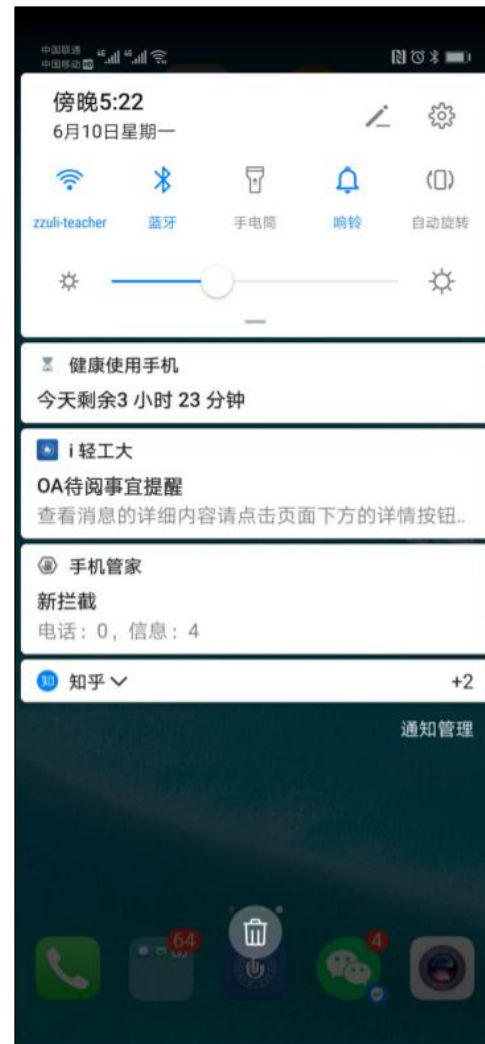 中国联通
中国移动 HD
4G 4G
傍晚5:22
6月10日星期一
zzuli-teacher 蓝牙 手电筒 响铃 自动旋转
健康使用手机
今天剩余3 小时 23 分钟
i 轻工大
OA待阅事宜提醒
查看消息的详细内容请点击页面下方的详情按钮..
手机管家
新拦截
电话：0，信息：4
知 知乎 +2
通知管理
64 4